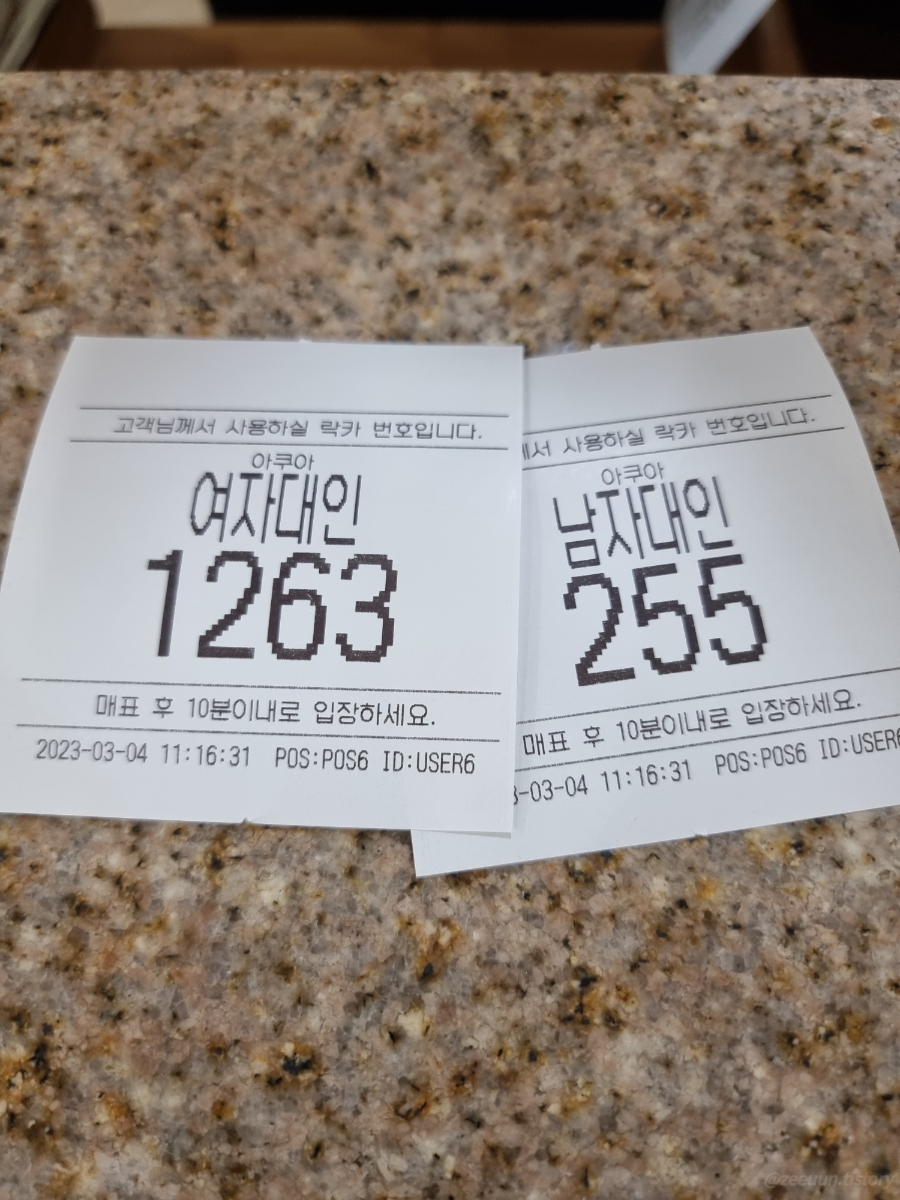 고객님께서 사용하실 락카 번호입니다.
아쿠아
여자대인
1263
매표 후 10분이내로 입장하세요.
2023-03-04 11:16:31 POS:POS6 ID:USER6
께서 사용하실 락카 번호입니다.
아쿠아
남자대인
255
매표 후 10분이내로 입장하세요.
3-03-04 11:16:31 POS:POS6 ID:USER6
@zeeuun.tistory